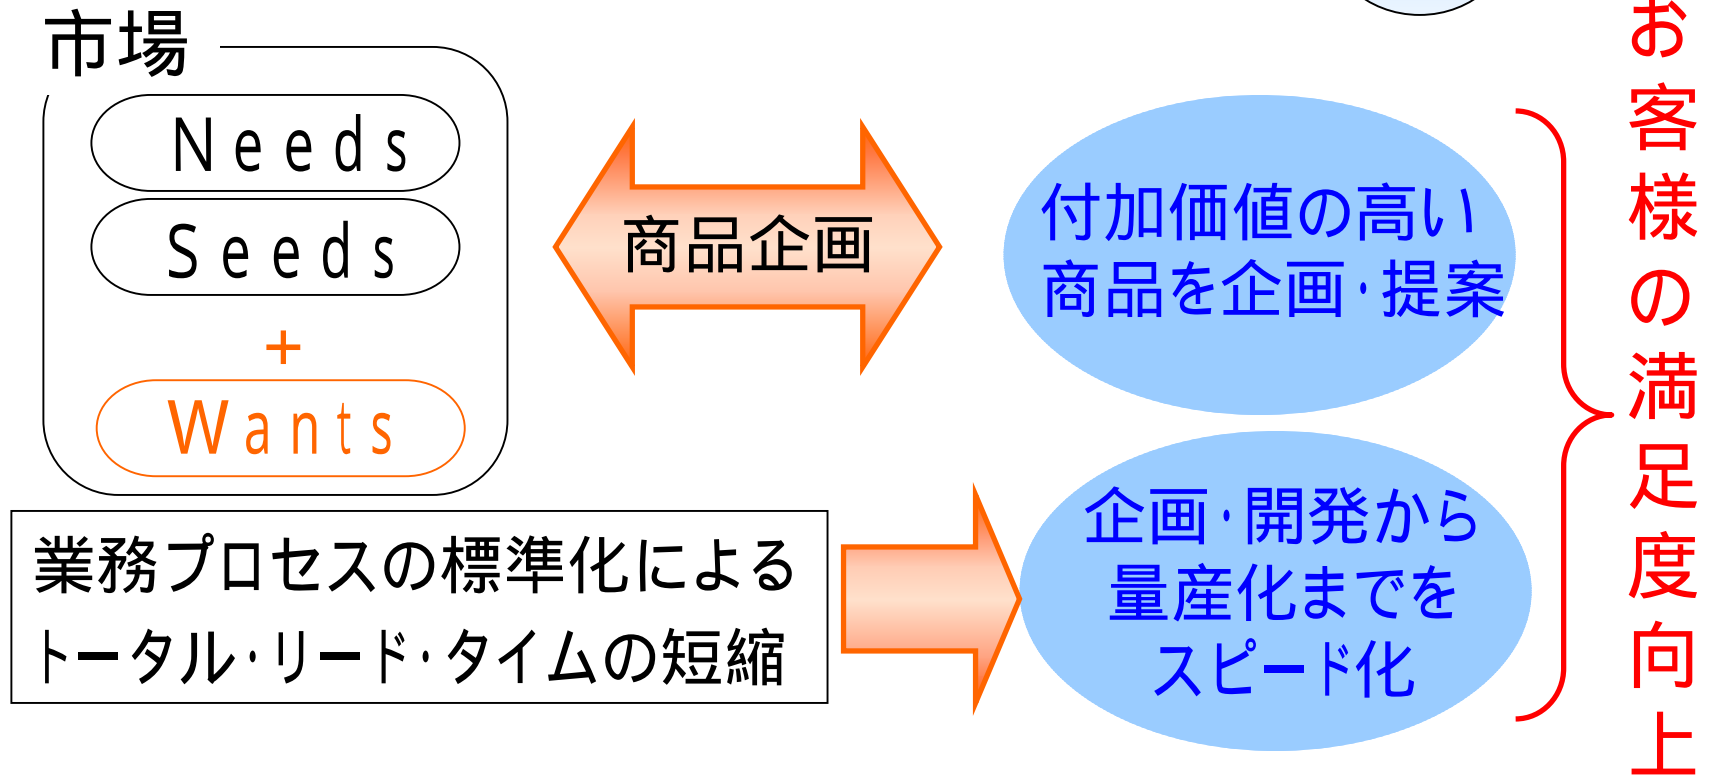 市場
Needs
Seeds
+
Wants
商品企画
付加価値の高い
商品を企画・提案
業務プロセスの標準化による
トータル・リード・タイムの短縮
企画・開発から
量産化までを
スピード化
お客様の満足度向上